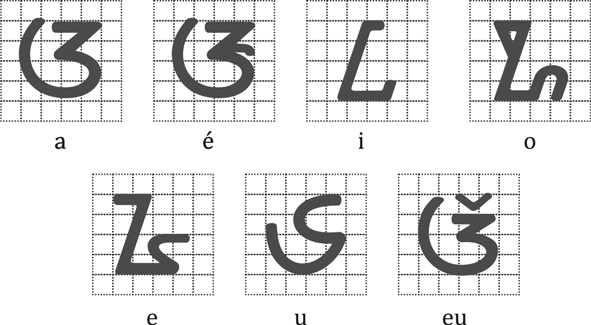 ᮃ ᮆ ᮄ ᮇ
a é i o
ᮈ ᮅ ᮉ
e u eu